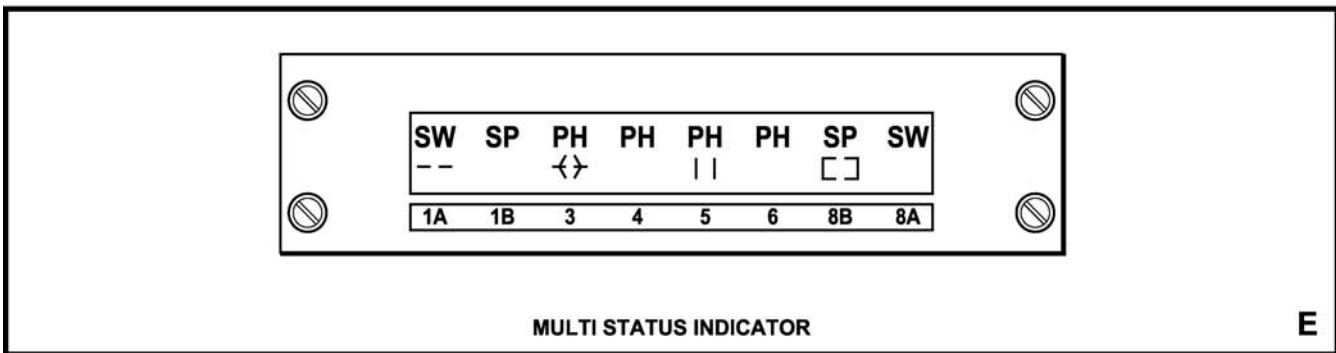 SW SP PH PH PH PH SP SW
1A 1B 3 4 5 6 8B 8A
MULTI STATUS INDICATOR
E